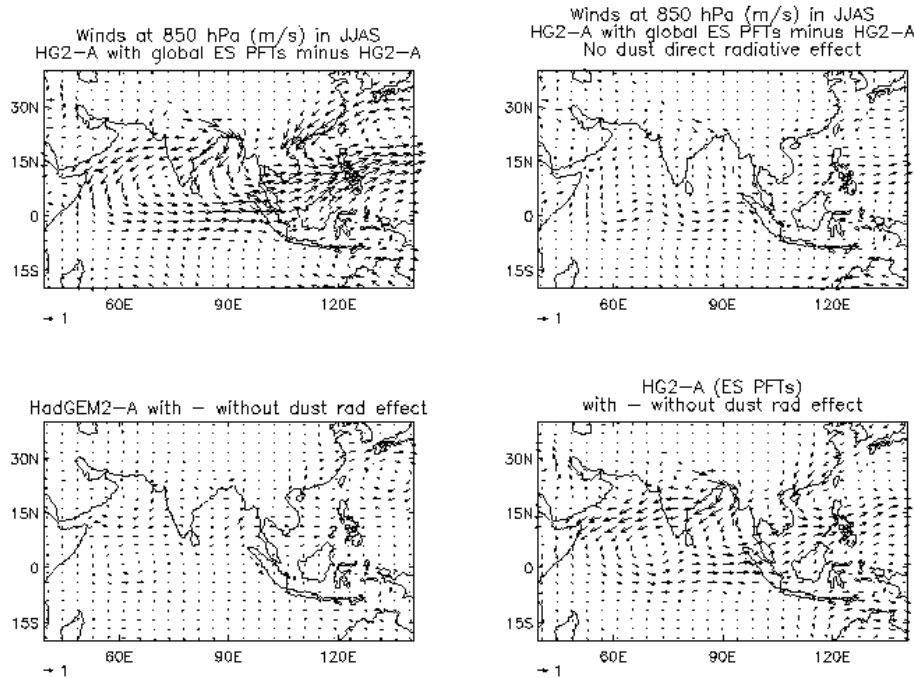 Winds at 850 hPa (m/s) in JJAS
HG2-A with global ES PFTs minus HG2-A
30N
15N
0
15S
60E 90E 120E
→ 1
Winds at 850 hPa (m/s) in JJAS
HG2-A with global ES PFTs minus HG2-A
No dust direct radiative effect
30N
15N
0
15S
60E 90E 120E
→ 1
HadGEM2-A with - without dust rad effect
30N
15N
0
15S
60E 90E 120E
→ 1
HG2-A (ES PFTs)
with - without dust rad effect
30N
15N
0
15S
60E 90E 120E
→ 1